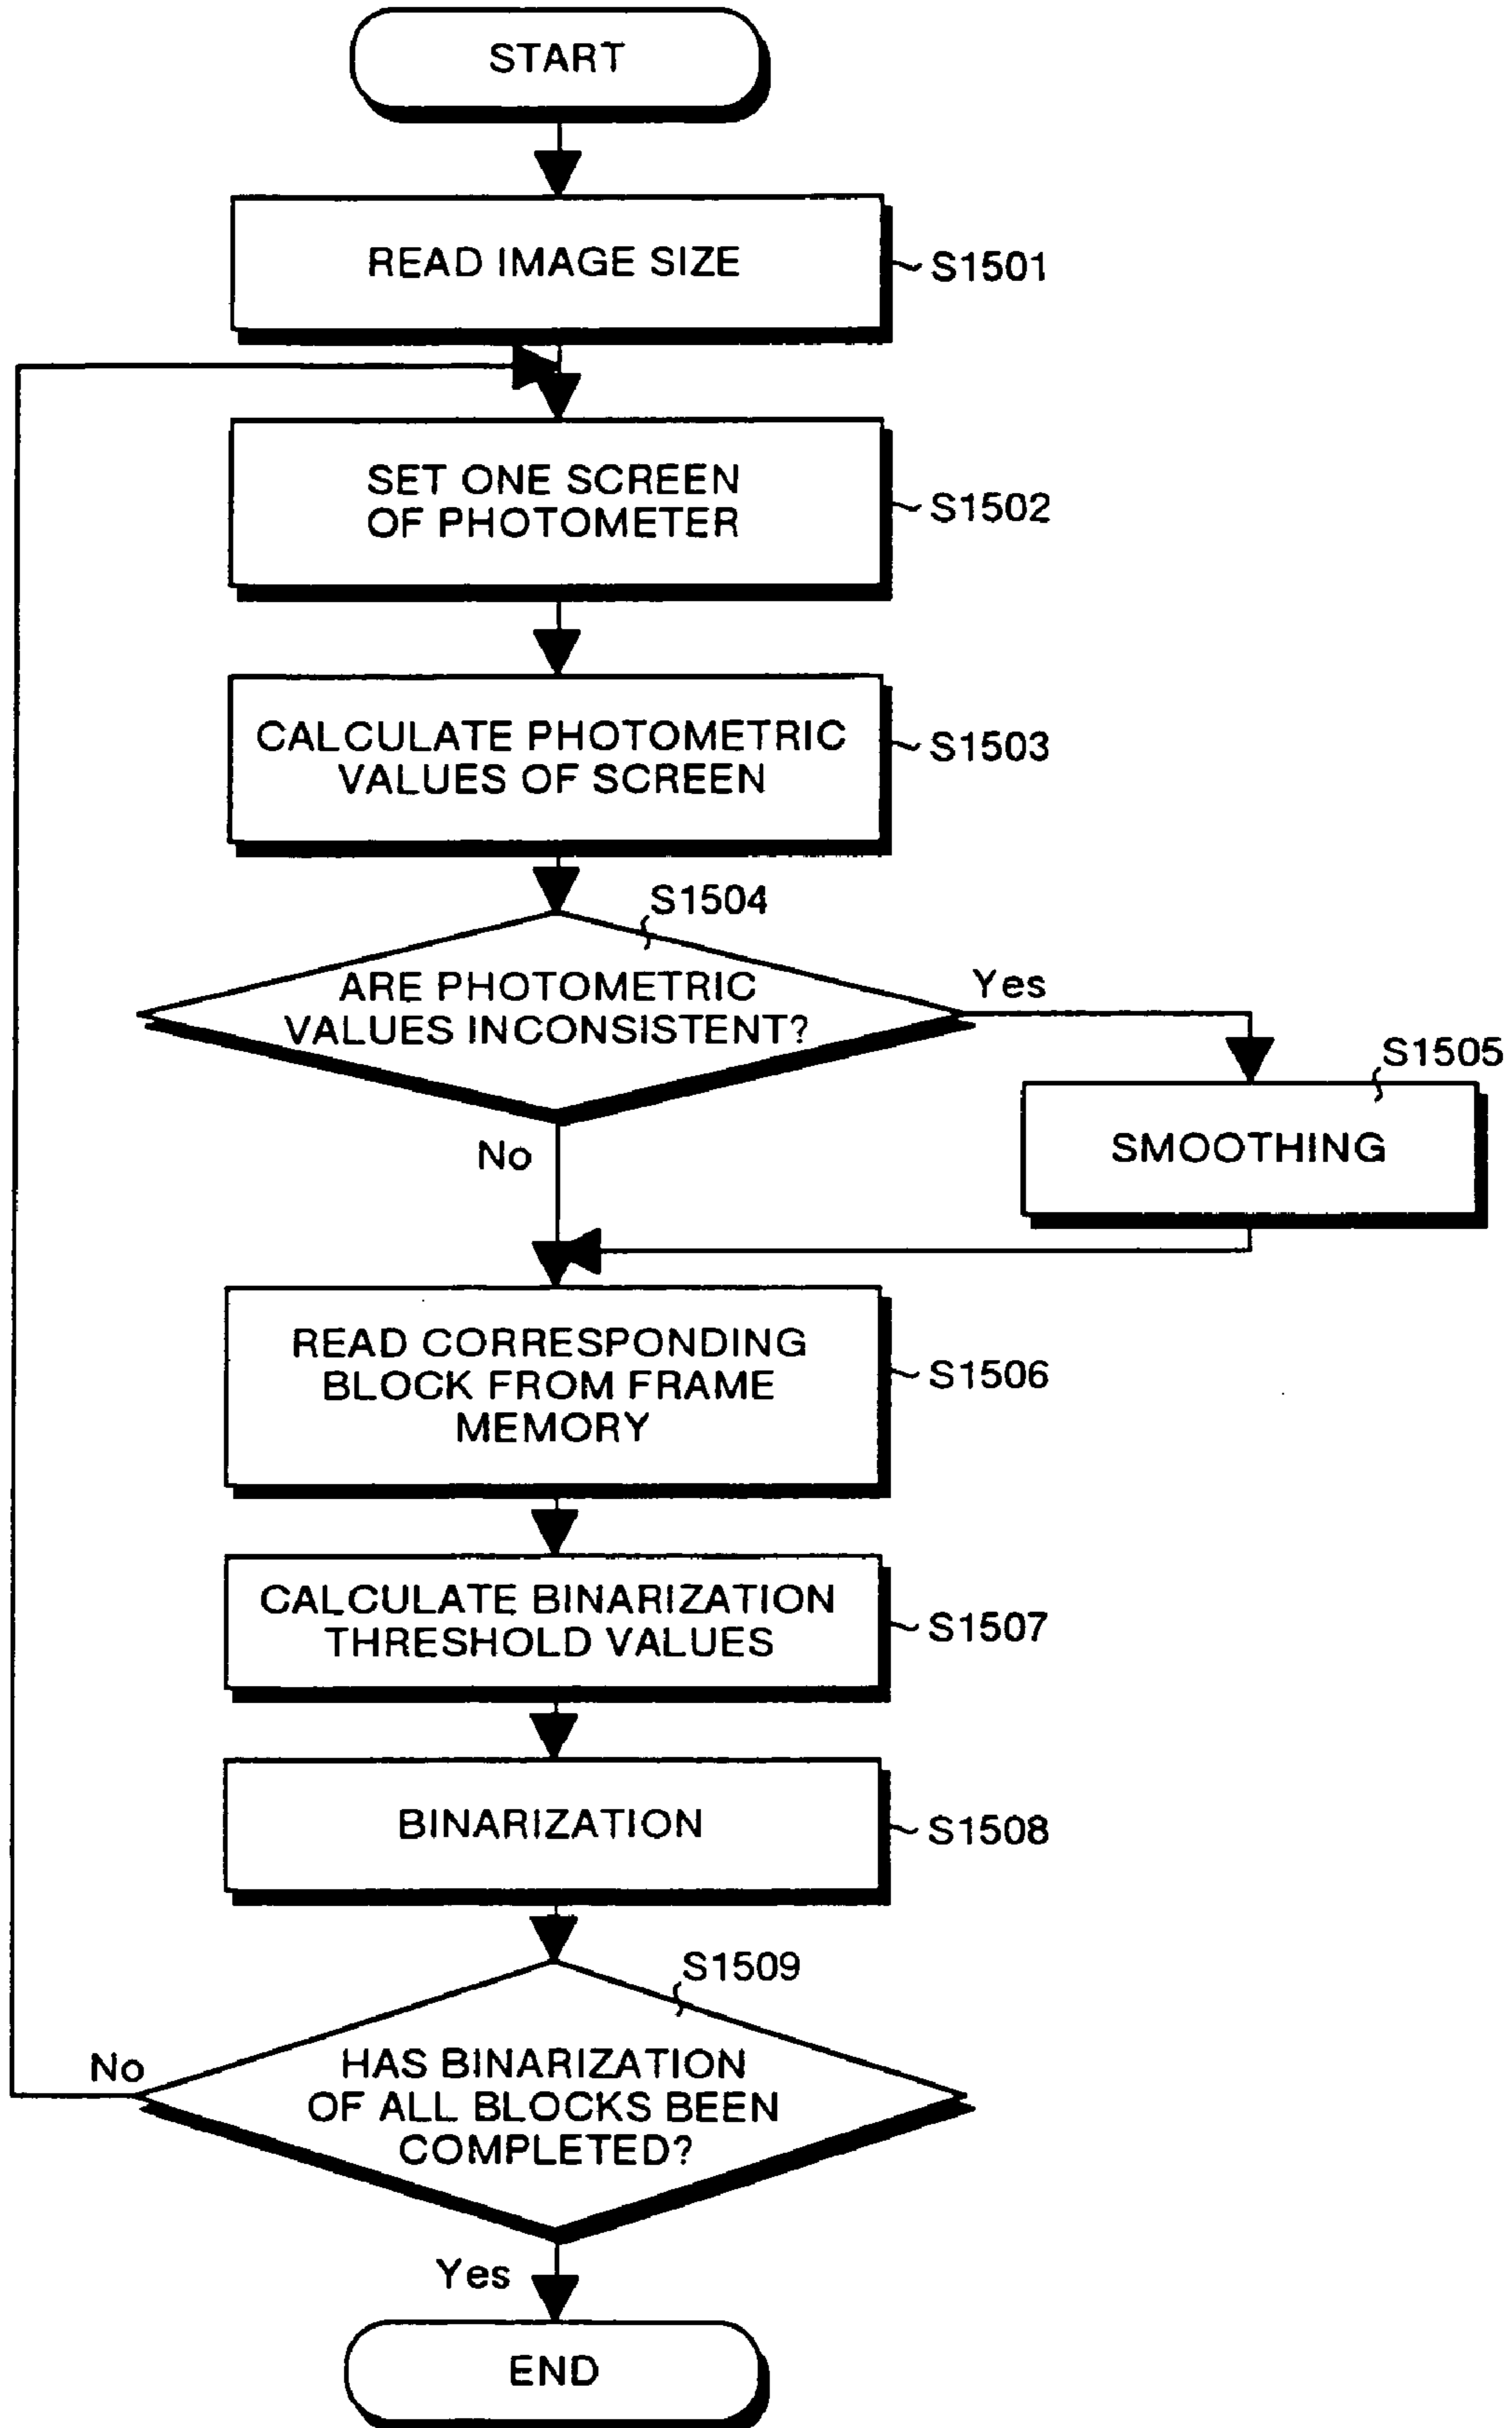 START
READ IMAGE SIZE
S1501
SET ONE SCREEN
OF PHOTOMETER
S1502
CALCULATE PHOTOMETRIC
VALUES OF SCREEN
S1503
S1504
ARE PHOTOMETRIC
VALUES INCONSISTENT?
Yes
S1505
SMOOTHING
No
READ CORRESPONDING
BLOCK FROM FRAME
MEMORY
S1506
CALCULATE BINARIZATION
THRESHOLD VALUES
S1507
BINARIZATION
S1508
S1509
HAS BINARIZATION
OF ALL BLOCKS BEEN
COMPLETED?
No
Yes
END